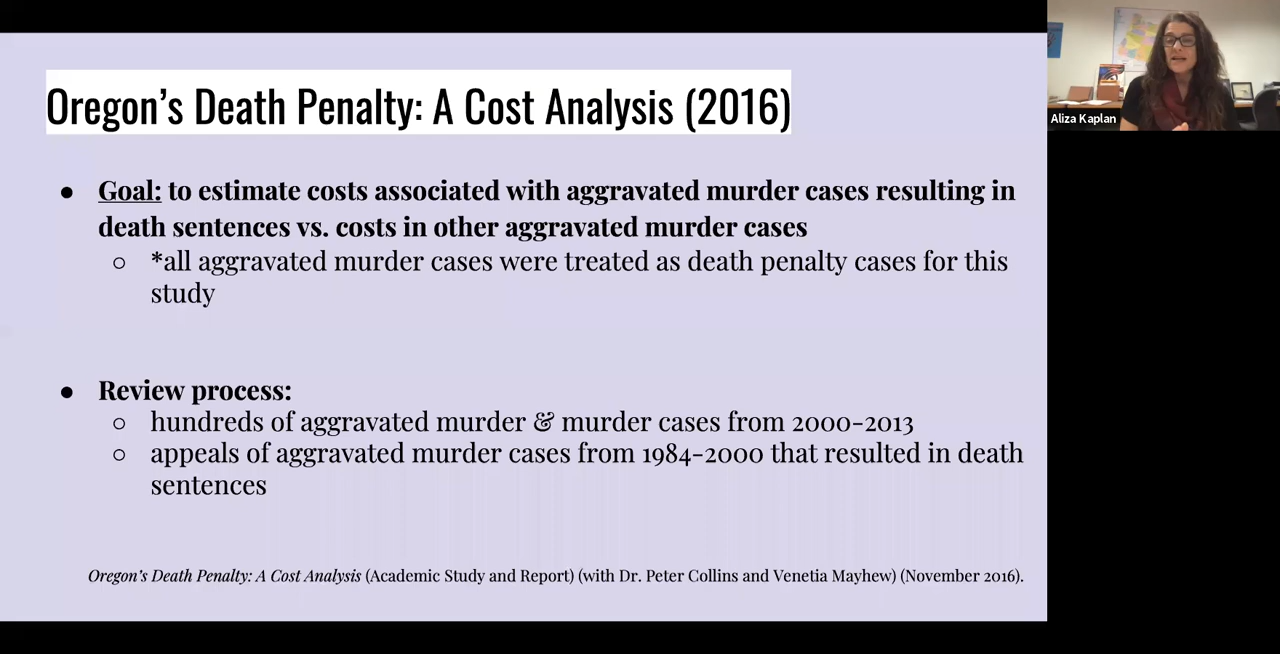 Oregon's Death Penalty: A Cost Analysis (2016)
Aliza Kaplan
● Goal: to estimate costs associated with aggravated murder cases resulting in
death sentences vs. costs in other aggravated murder cases
○ *all aggravated murder cases were treated as death penalty cases for this
study
● Review process:
○ hundreds of aggravated murder & murder cases from 2000-2013
○ appeals of aggravated murder cases from 1984-2000 that resulted in death
sentences
Oregon's Death Penalty: A Cost Analysis (Academic Study and Report) (with Dr. Peter Collins and Venetia Mayhew) (November 2016).